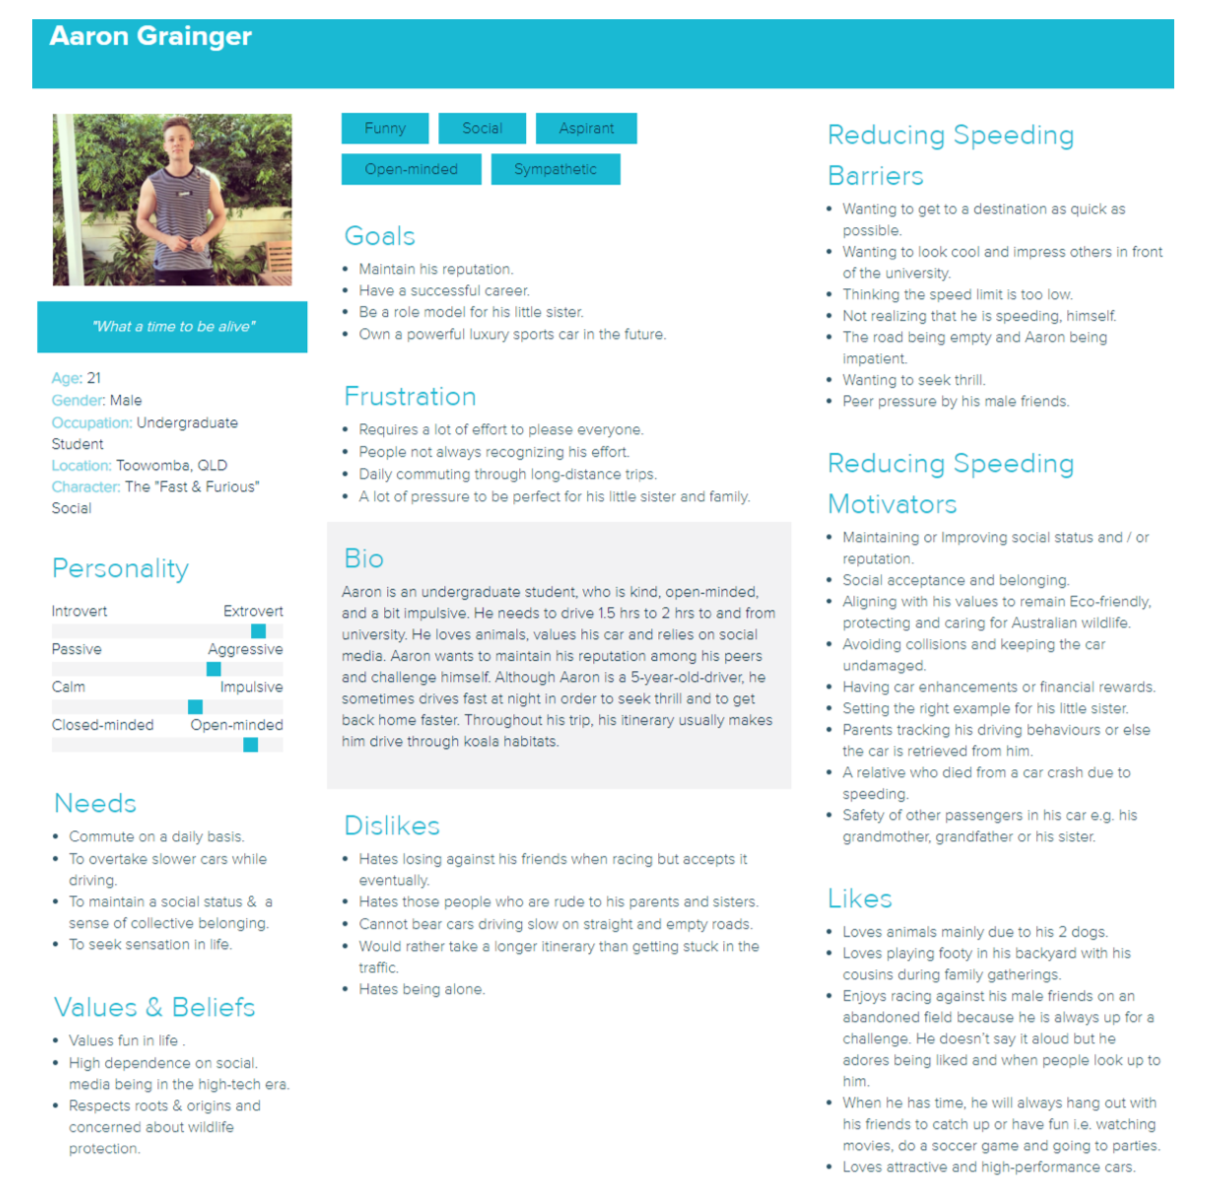 Aaron Grainger
"What a time to be alive"
Age: 21
Gender: Male
Occupation: Undergraduate
Student
Location: Toowomba, QLD
Character: The "Fast & Furious"
Social
Personality
Introvert Extrovert
Passive Aggressive
Calm Impulsive
Closed-minded Open-minded
Needs
• Commute on a daily basis.
• To overtake slower cars while
driving.
• To maintain a social status & a
sense of collective belonging.
• To seek sensation in life.
Values & Beliefs
• Values fun in life .
• High dependence on social.
media being in the high-tech era.
• Respects roots & origins and
concerned about wildlife
protection.
Funny Social Aspirant
Open-minded Sympathetic
Goals
• Maintain his reputation.
• Have a successful career.
• Be a role model for his little sister.
• Own a powerful luxury sports car in the future.
Frustration
• Requires a lot of effort to please everyone.
• People not always recognizing his effort.
• Daily commuting through long-distance trips.
• A lot of pressure to be perfect for his little sister and family.
Bio
Aaron is an undergraduate student, who is kind, open-minded,
and a bit impulsive. He needs to drive 1.5 hrs to 2 hrs to and from
university. He loves animals, values his car and relies on social
media. Aaron wants to maintain his reputation among his peers
and challenge himself. Although Aaron is a 5-year-old-driver, he
sometimes drives fast at night in order to seek thrill and to get
back home faster. Throughout his trip, his itinerary usually makes
him drive through koala habitats.
Dislikes
• Hates losing against his friends when racing but accepts it
eventually.
• Hates those people who are rude to his parents and sisters.
• Cannot bear cars driving slow on straight and empty roads.
• Would rather take a longer itinerary than getting stuck in the
traffic.
• Hates being alone.
Reducing Speeding
Barriers
• Wanting to get to a destination as quick as
possible.
• Wanting to look cool and impress others in front
of the university.
• Thinking the speed limit is too low.
• Not realizing that he is speeding, himself.
• The road being empty and Aaron being
impatient.
• Wanting to seek thrill.
• Peer pressure by his male friends.
Reducing Speeding
Motivators
• Maintaining or Improving social status and / or
reputation.
• Social acceptance and belonging.
• Aligning with his values to remain Eco-friendly,
protecting and caring for Australian wildlife.
• Avoiding collisions and keeping the car
undamaged.
• Having car enhancements or financial rewards.
• Setting the right example for his little sister.
• Parents tracking his driving behaviours or else
the car is retrieved from him.
• A relative who died from a car crash due to
speeding.
• Safety of other passengers in his car e.g. his
grandmother, grandfather or his sister.
Likes
• Loves animals mainly due to his 2 dogs.
• Loves playing footy in his backyard with his
cousins during family gatherings.
• Enjoys racing against his male friends on an
abandoned field because he is always up for a
challenge. He doesn't say it aloud but he
adores being liked and when people look up to
him.
• When he has time, he will always hang out with
his friends to catch up or have fun i.e. watching
movies, do a soccer game and going to parties.
• Loves attractive and high-performance cars.